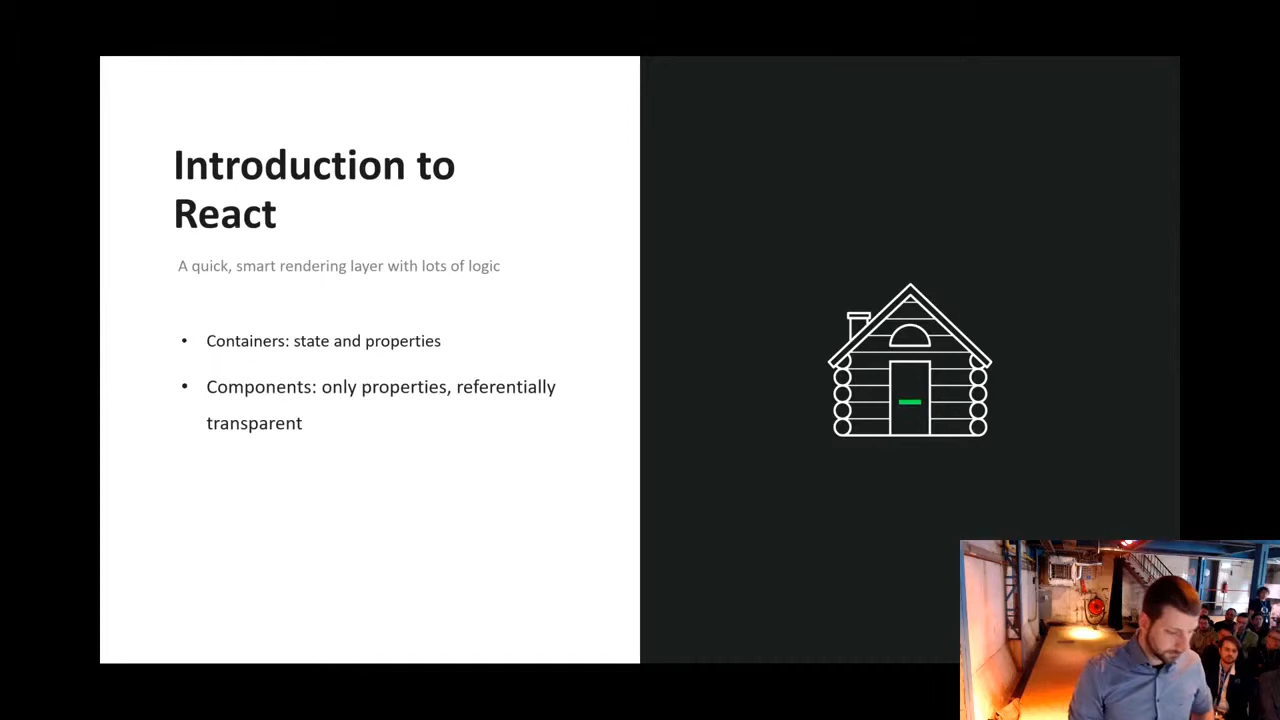 Introduction to
React
A quick, smart rendering layer with lots of logic
• Containers: state and properties
• Components: only properties, referentially
transparent